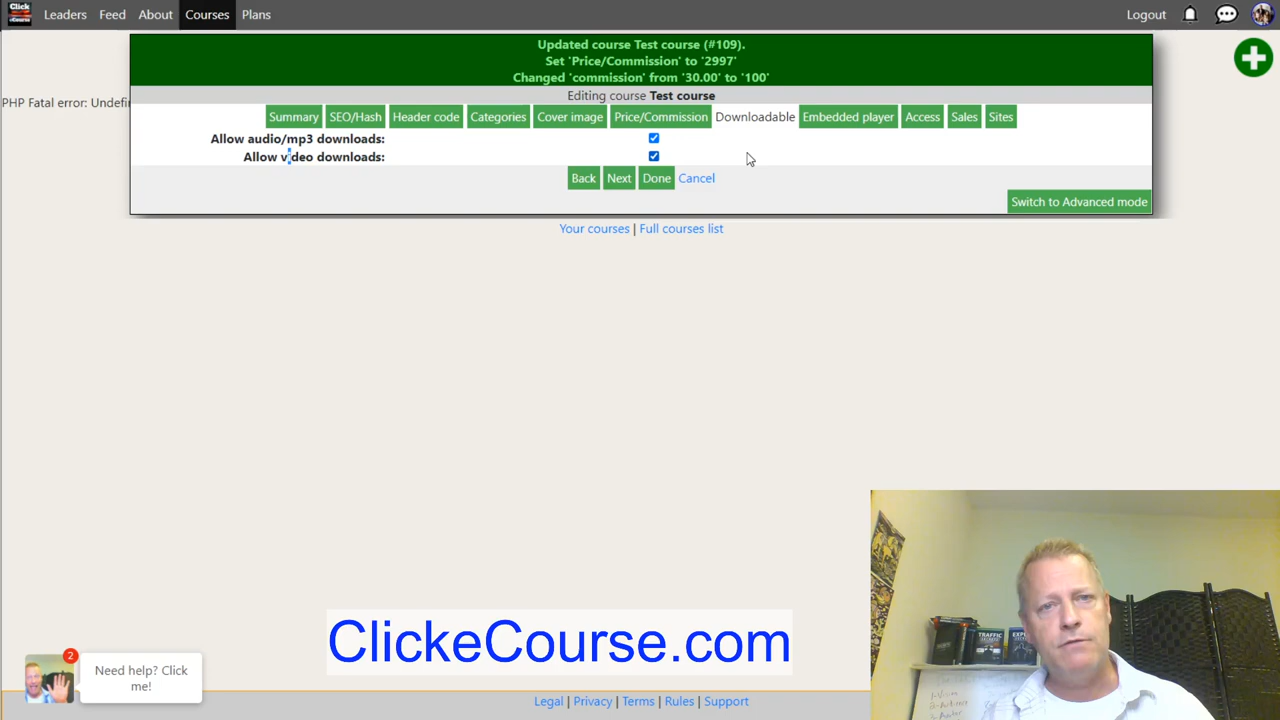 Click
eCourse
Leaders Feed About Courses Plans
Logout
Updated course Test course (#109).
Set 'Price/Commission' to '2997'
Changed 'commission' from '30.00' to '100'
Editing course Test course
PHP Fatal error: Undefi
Summary SEO/Hash Header code Categories Cover image Price/Commission Downloadable Embedded player Access Sales Sites
Allow audio/mp3 downloads:
Allow video downloads:
Back Next Done Cancel
Switch to Advanced mode
Your courses | Full courses list
TRAFFIC
ClickeCourse.com
2
Need help? Click
me!
Legal | Privacy | Terms | Rules | Support